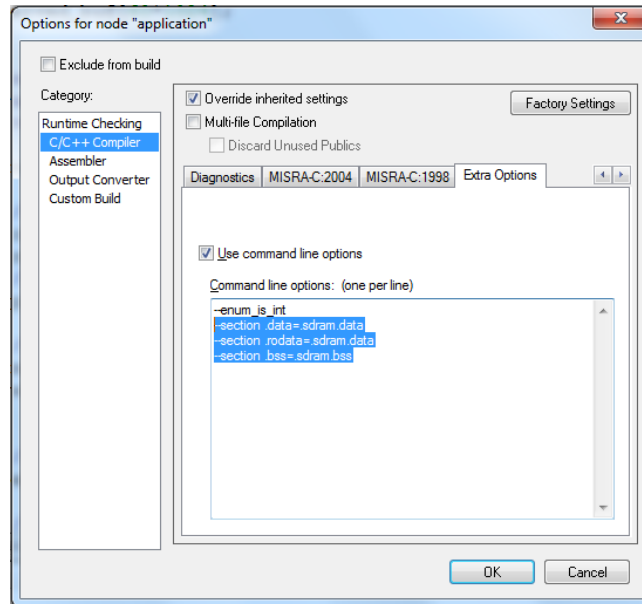 Options for node "application"
Exclude from build
Category:
Runtime Checking
C/C++ Compiler
Assembler
Output Converter
Custom Build
Override inherited settings
Factory Settings
Multi-file Compilation
Discard Unused Publics
Diagnostics MISRA-C:2004 MISRA-C:1998 Extra Options
Use command line options
Command line options: (one per line)
--enum_is_int
--section .data=.sdram.data
--section .rodata=.sdram.data
--section .bss=.sdram.bss
OK Cancel